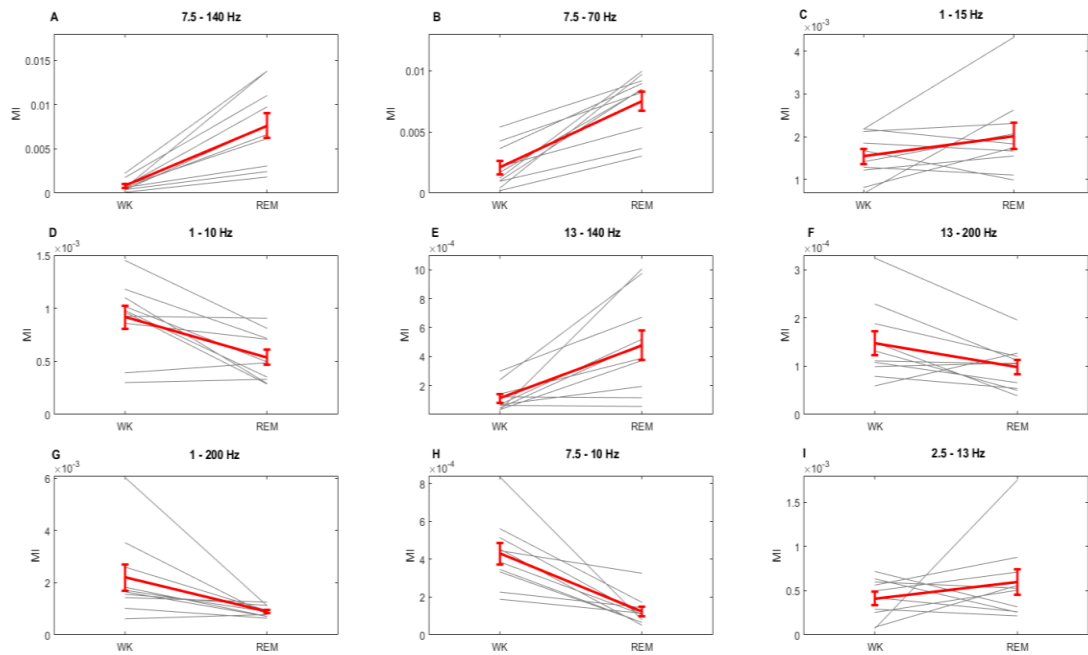 A
7.5 - 140 Hz
MI
0.015
0.01
0.005
0
WK
REM
B
7.5 - 70 Hz
MI
0.01
0.005
0
WK
REM
C
1 - 15 Hz
×10⁻³
MI
4
3
2
1
WK
REM
D
1 - 10 Hz
×10⁻³
MI
1.5
1
0.5
0
WK
REM
E
13 - 140 Hz
×10⁻⁴
MI
10
8
6
4
2
WK
REM
F
13 - 200 Hz
×10⁻⁴
MI
3
2
1
0
WK
REM
G
1 - 200 Hz
×10⁻³
MI
6
4
2
0
WK
REM
H
7.5 - 10 Hz
×10⁻⁴
MI
8
6
4
2
0
WK
REM
I
2.5 - 13 Hz
×10⁻³
MI
1.5
1
0.5
0
WK
REM